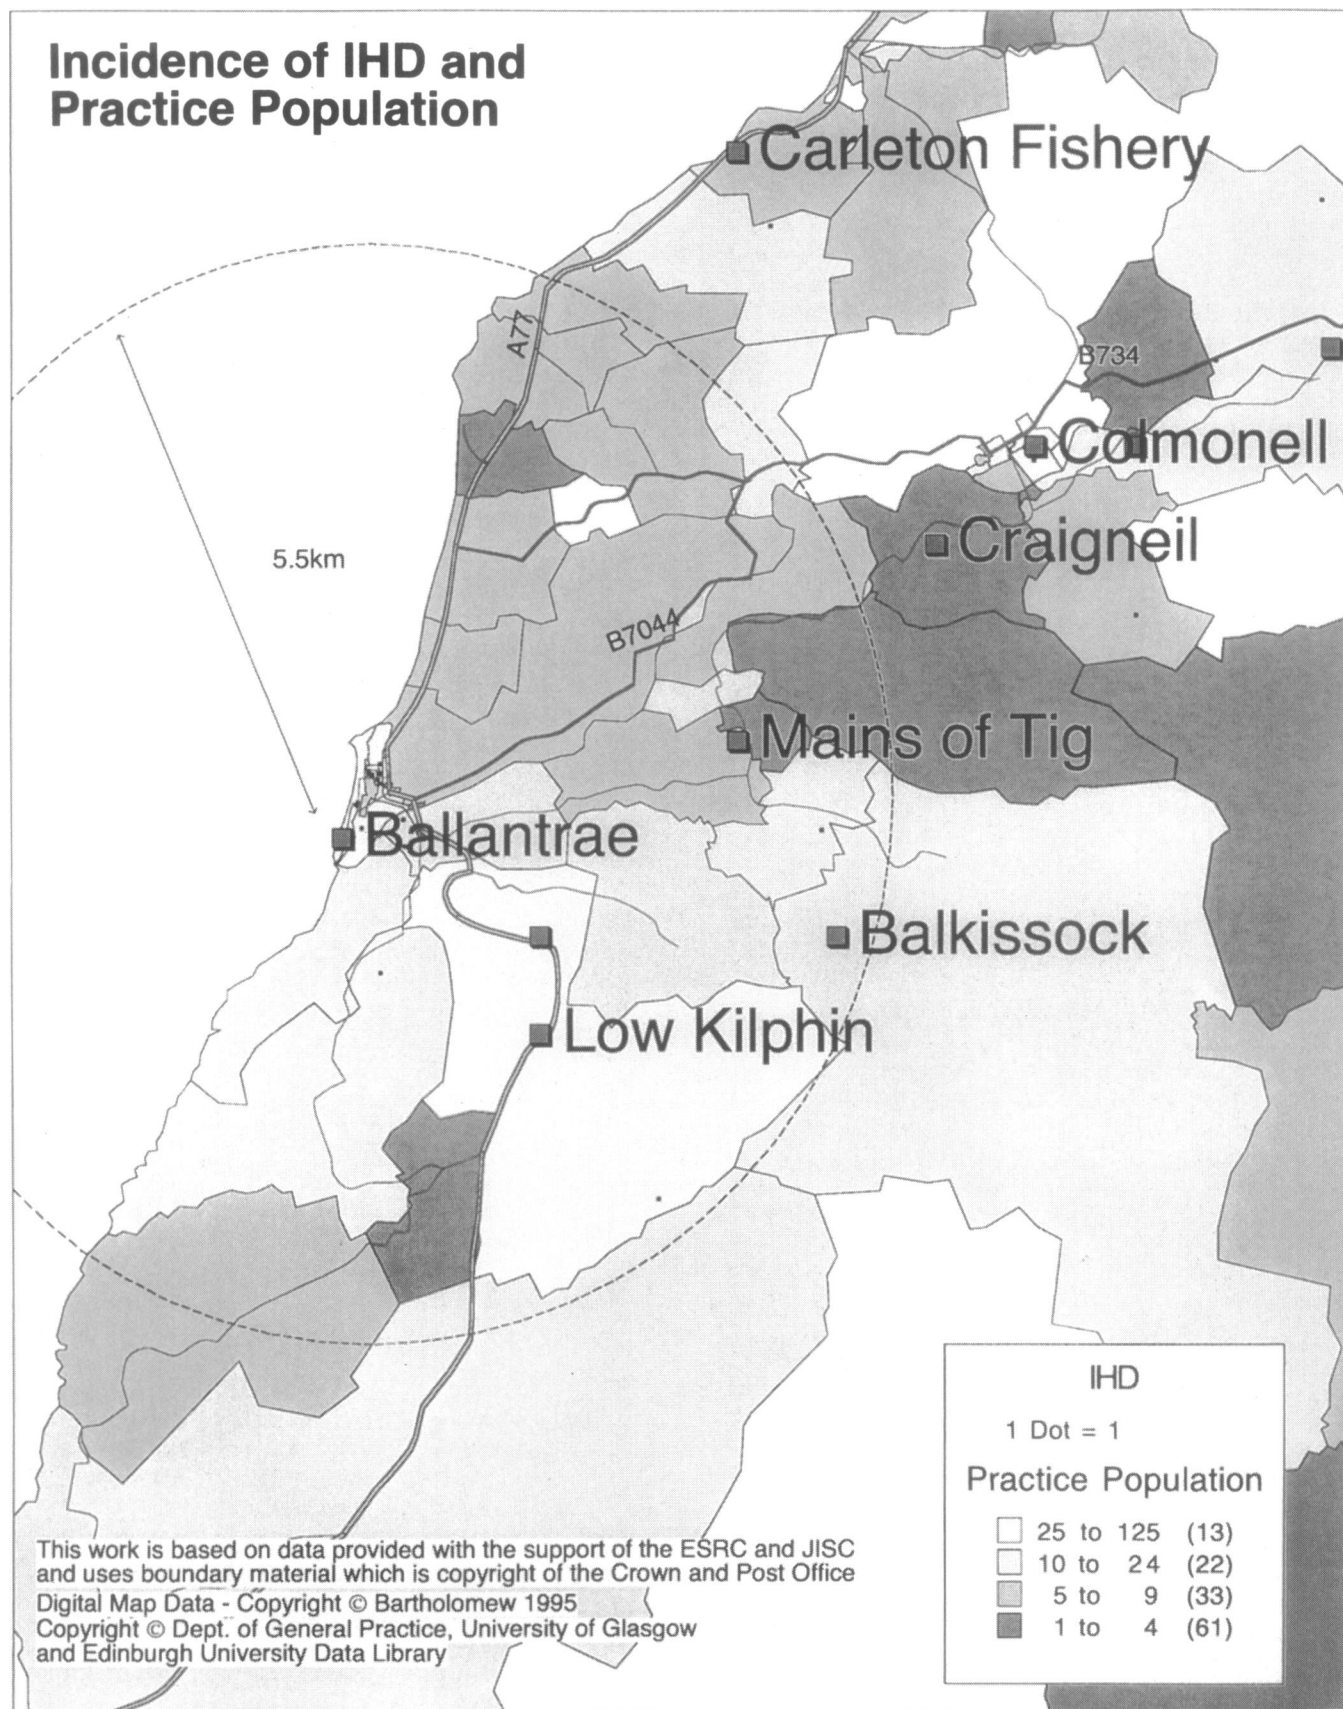 Incidence of IHD and
Practice Population
Carleton Fishery
A77
B734
Colmonell
5.5km
Craigneil
B7044
Mains of Tig
Ballantrae
Balkissock
Low Kilphin
IHD
1 Dot = 1
Practice Population
25 to 125 (13)
10 to 24 (22)
5 to 9 (33)
1 to 4 (61)
This work is based on data provided with the support of the ESRC and JISC
and uses boundary material which is copyright of the Crown and Post Office
Digital Map Data - Copyright © Bartholomew 1995
Copyright © Dept. of General Practice, University of Glasgow
and Edinburgh University Data Library